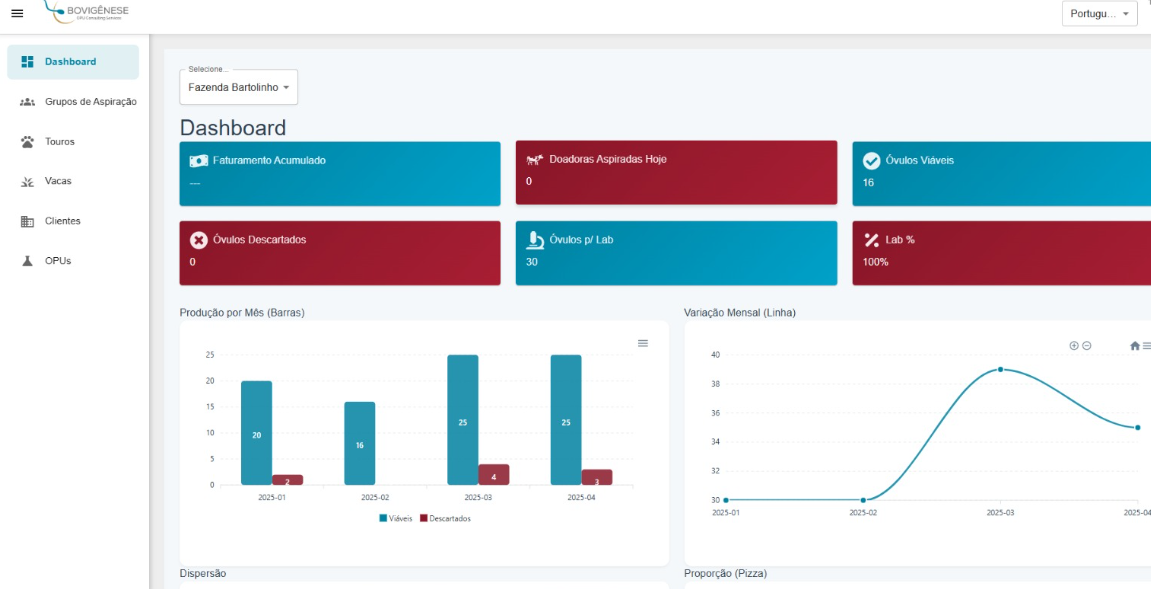 BOVIGÊNESE
OPU Consulting Services
Portugu...
Dashboard
Grupos de Aspiração
Touros
Vacas
Clientes
OPUs
Selecione...
Fazenda Bartolinho
Dashboard
Faturamento Acumulado
—
Doadoras Aspiradas Hoje
0
Óvulos Viáveis
16
Óvulos Descartados
0
Óvulos p/ Lab
30
Lab %
100%
Produção por Mês (Barras)
25
20
15
10
5
0
20
2
16
25
4
25
3
2025-01
2025-02
2025-03
2025-04
Viáveis
Descartados
Variação Mensal (Linha)
40
38
36
34
32
30
2025-01
2025-02
2025-03
2025-04
Dispersão
Proporção (Pizza)